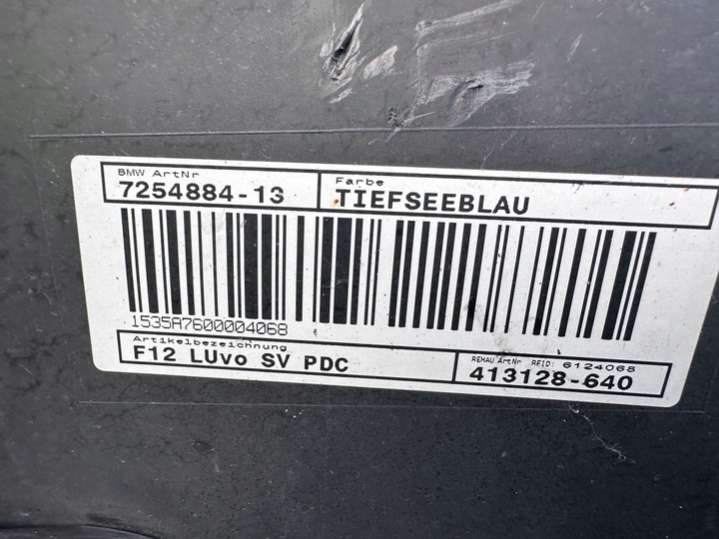 BMW ArtNr
7254884-13
Farbe
TIEFSEEBLAU
1535A7600004068
Artikelbezeichnung
F12 LUvo SV PDC
REHAU ArtNr RFID: 6124068
413128-640